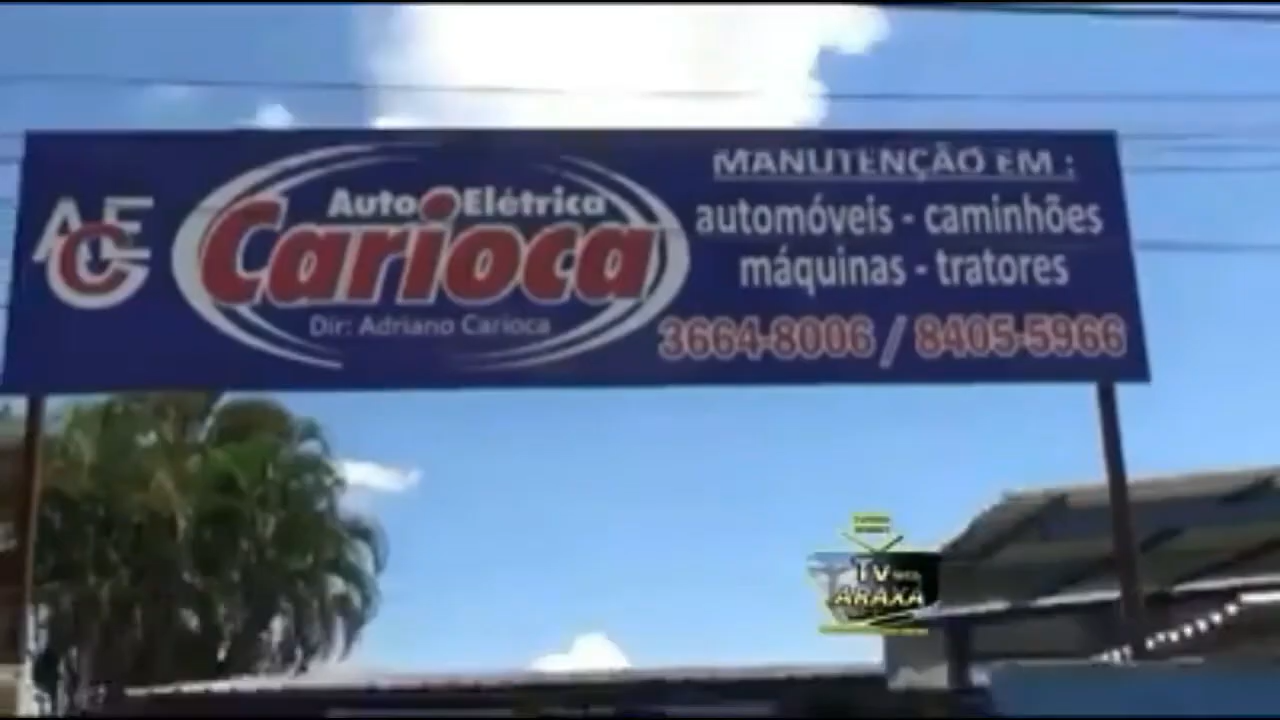 AEC
Auto Elétrica
Carioca
Dir: Adriano Carioca
MANUTENÇÃO EM :
automóveis - caminhões
máquinas - tratores
3664-8006 / 8405-5966
TV
ARAXÁ